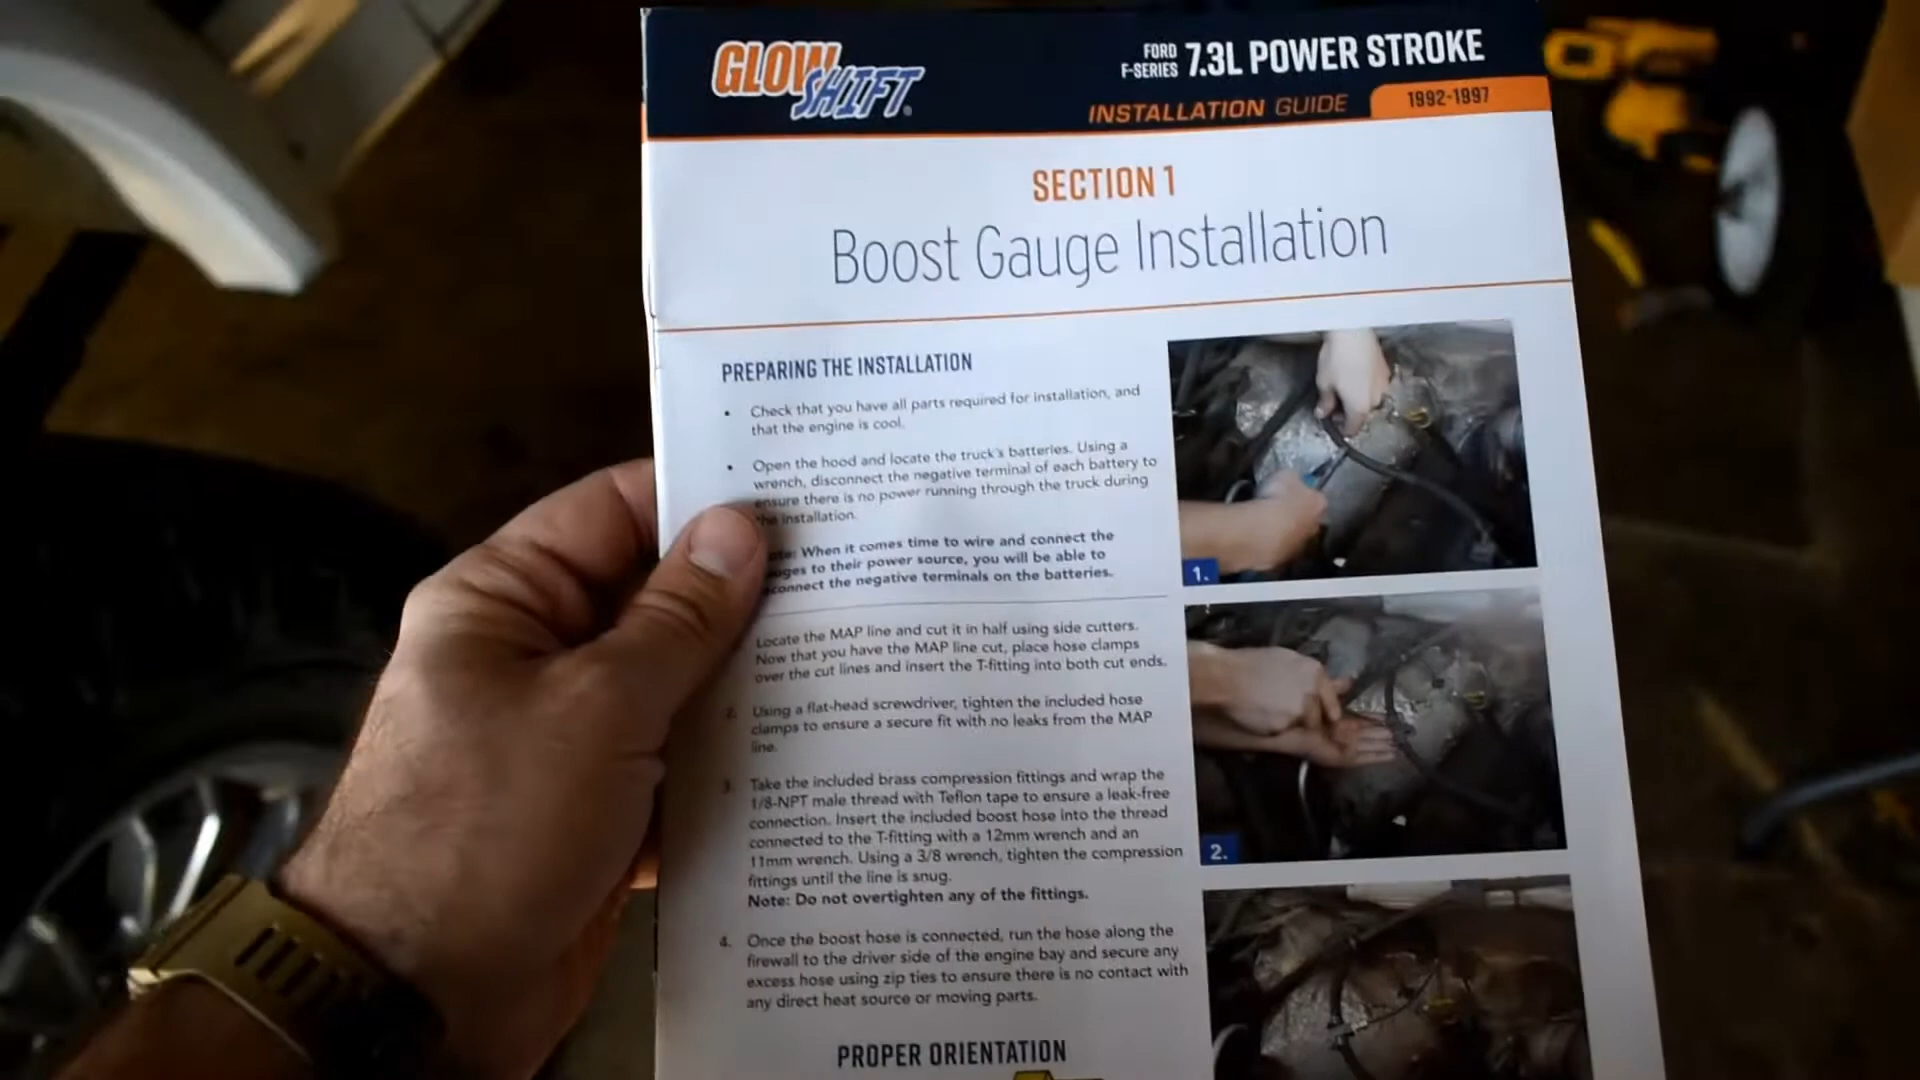 GLOWSHIFT®
FORD
F-SERIES 7.3L POWER STROKE
INSTALLATION GUIDE 1992-1997
SECTION 1
Boost Gauge Installation
PREPARING THE INSTALLATION
• Check that you have all parts required for installation, and
that the engine is cool.
• Open the hood and locate the truck's batteries. Using a
wrench, disconnect the negative terminal of each battery to
ensure there is no power running through the truck during
the installation.
When it comes time to wire and connect the
to their power source, you will be able to
the negative terminals on the batteries.
Locate the MAP line and cut it in half using side cutters.
Now that you have the MAP line cut, place hose clamps
over the cut lines and insert the T-fitting into both cut ends.
2. Using a flat-head screwdriver, tighten the included hose
clamps to ensure a secure fit with no leaks from the MAP
line.
3. Take the included brass compression fittings and wrap the
1/8-NPT male thread with Teflon tape to ensure a leak-free
connection. Insert the included boost hose into the thread
connected to the T-fitting with a 12mm wrench and an
11mm wrench. Using a 3/8 wrench, tighten the compression
fittings until the line is snug.
Note: Do not overtighten any of the fittings.
4. Once the boost hose is connected, run the hose along the
firewall to the driver side of the engine bay and secure any
excess hose using zip ties to ensure there is no contact with
any direct heat source or moving parts.
PROPER ORIENTATION
1.
2.